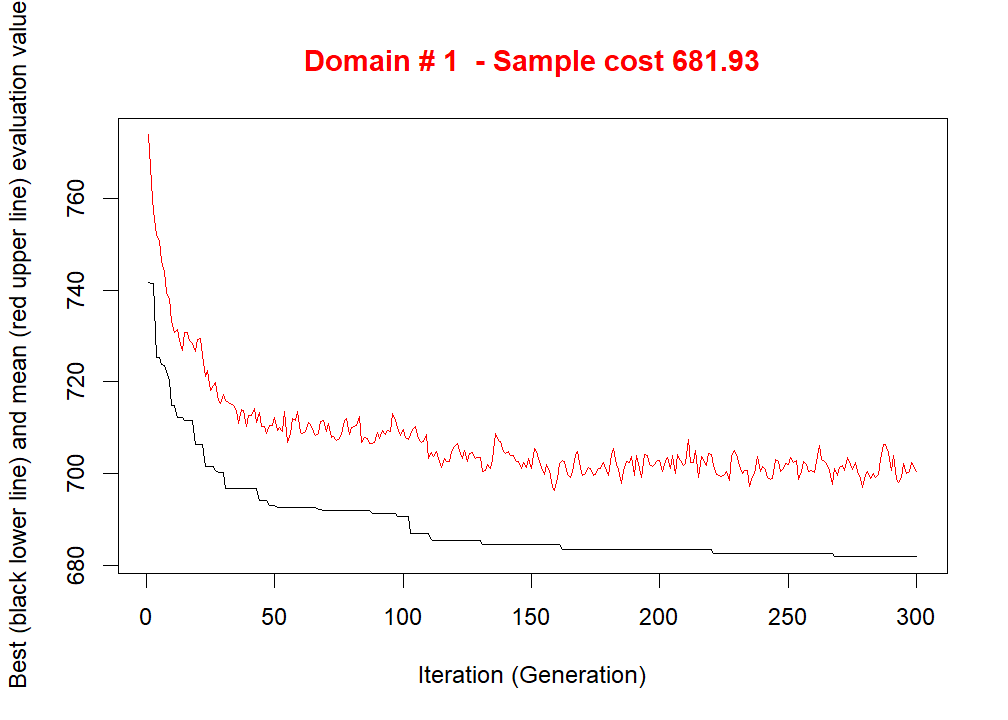 Domain # 1  - Sample cost 681.93
Best (black lower line) and mean (red upper line) evaluation value
760
740
720
700
680
0 50 100 150 200 250 300
Iteration (Generation)